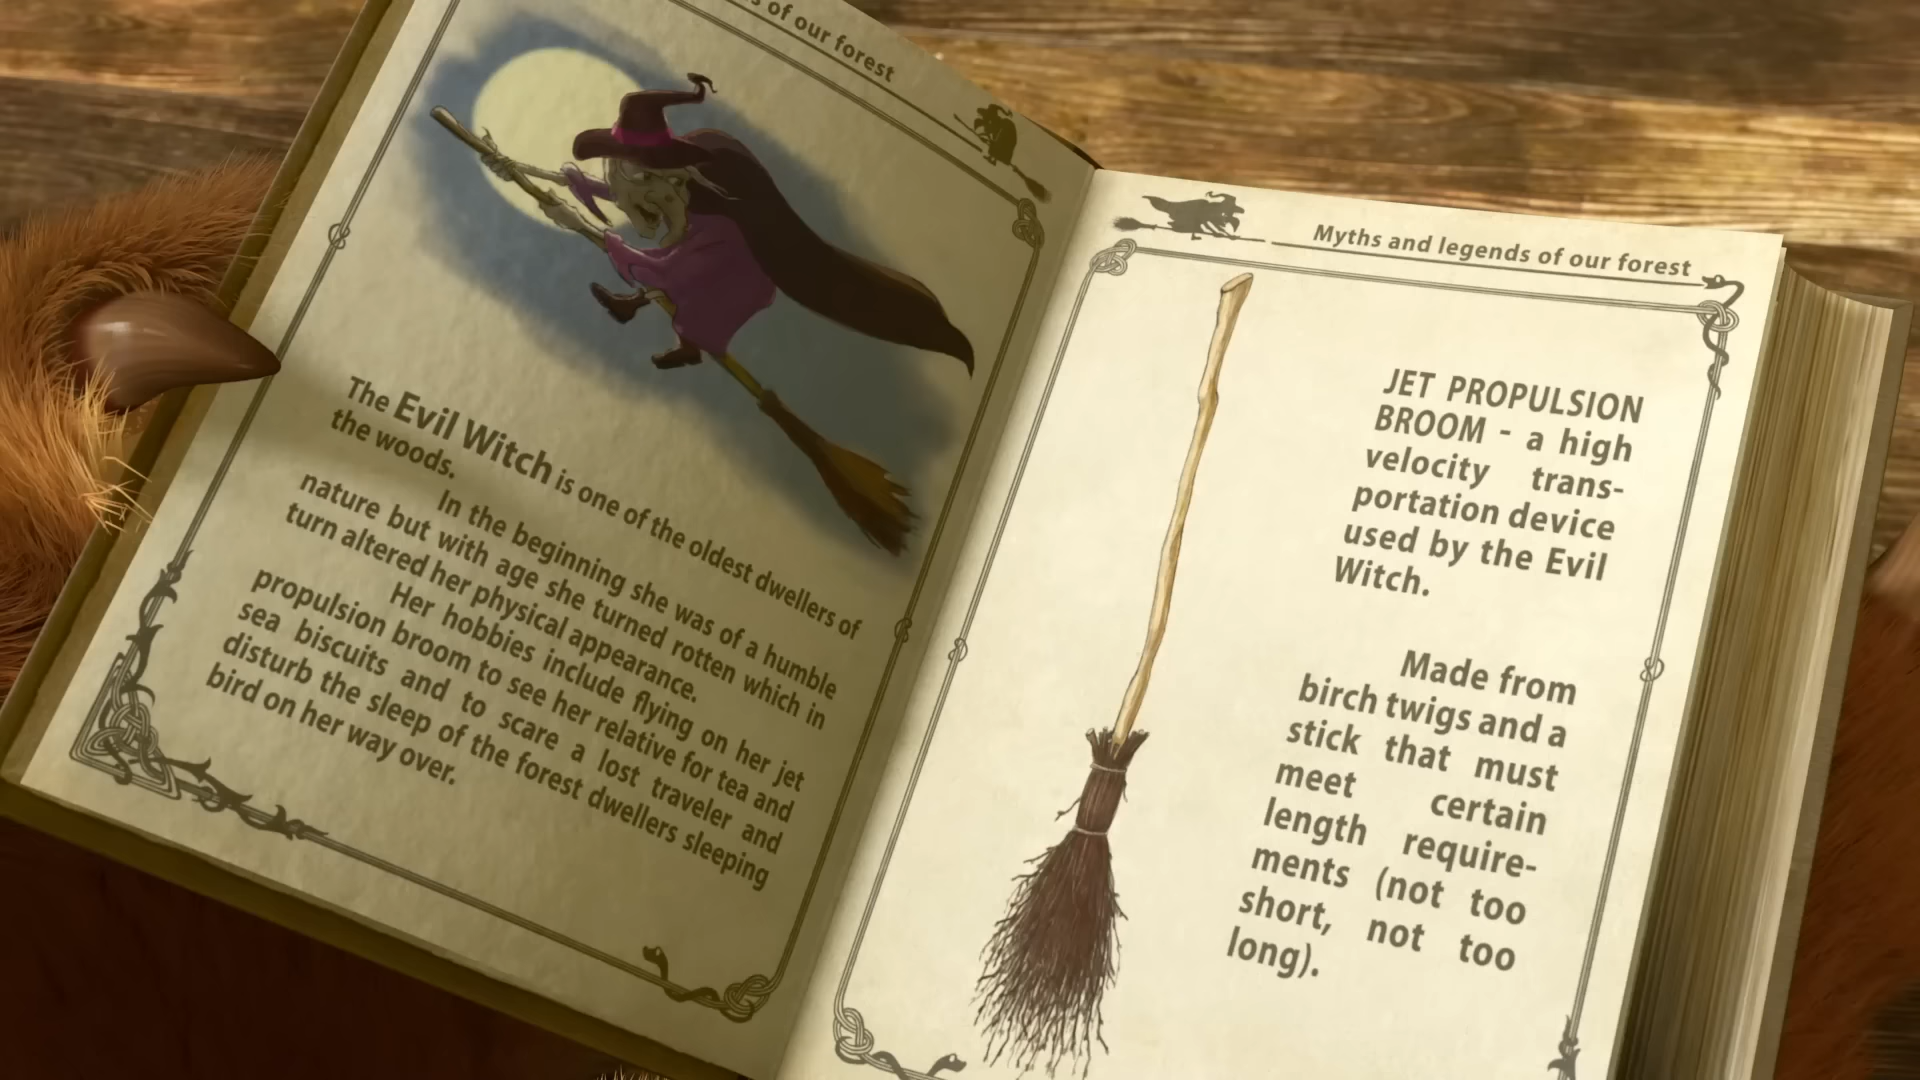 s of our forest
The Evil Witch is one of the oldest dwellers of
the woods.
In the beginning she was of a humble
nature but with age she turned rotten which in
turn altered her physical appearance.
Her hobbies include flying on her jet
propulsion broom to see her relative for tea and
sea biscuits and to scare a lost traveler and
disturb the sleep of the forest dwellers sleeping
bird on her way over.
Myths and legends of our forest
JET PROPULSION
BROOM - a high
velocity trans-
portation device
used by the Evil
Witch.
Made from
birch twigs and a
stick that must
meet certain
length require-
ments (not too
short, not too
long).